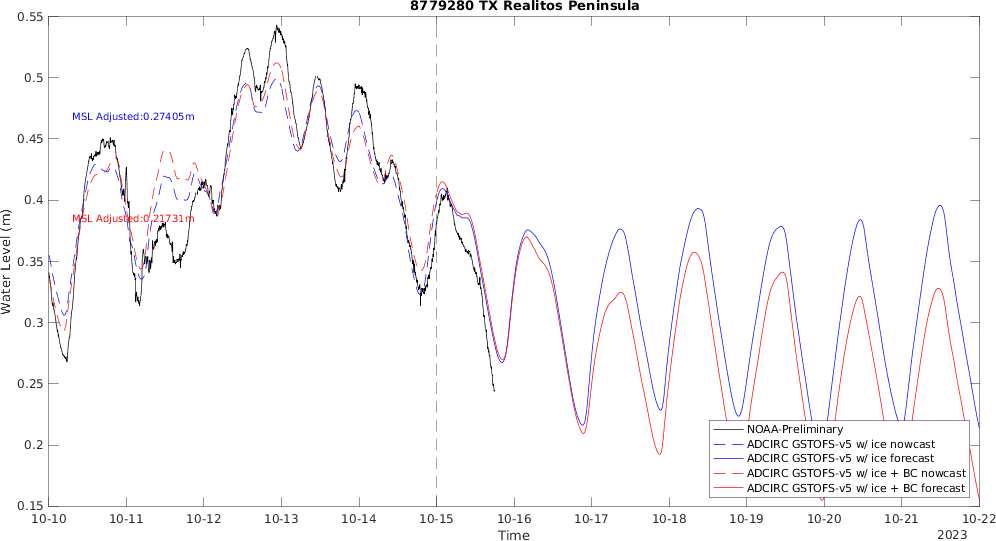 8779280 TX Realitos Peninsula
0.55
0.5
0.45
0.4
0.35
0.3
0.25
0.2
0.15
Water Level (m)
MSL Adjusted:0.27405m
MSL Adjusted:0.21731m
NOAA-Preliminary
ADCIRC GSTOFS-v5 w/ ice nowcast
ADCIRC GSTOFS-v5 w/ ice forecast
ADCIRC GSTOFS-v5 w/ ice + BC nowcast
ADCIRC GSTOFS-v5 w/ ice + BC forecast
10-10 10-11 10-12 10-13 10-14 10-15 10-16 10-17 10-18 10-19 10-20 10-21 10-22
Time
2023